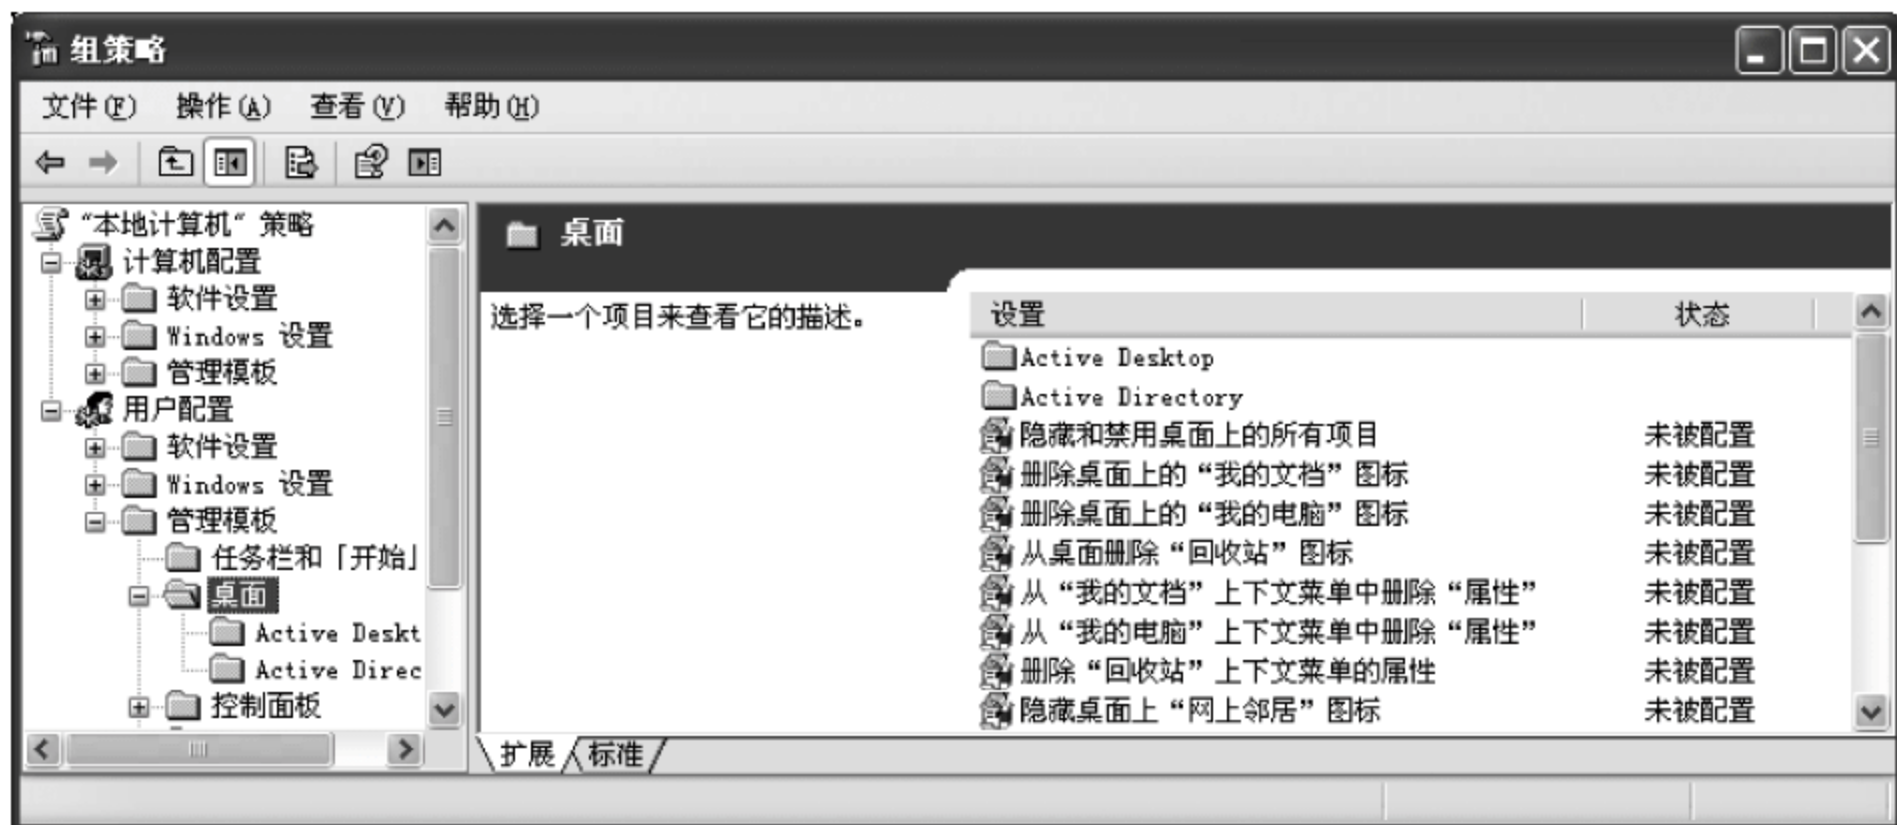 组策略
文件(F) 操作(A) 查看(V) 帮助(H)
“本地计算机” 策略
计算机配置
软件设置
Windows 设置
管理模板
用户配置
软件设置
Windows 设置
管理模板
任务栏和「开始」
桌面
Active Deskt
Active Direc
控制面板
桌面
选择一个项目来查看它的描述。
设置 状态
Active Desktop
Active Directory
隐藏和禁用桌面上的所有项目 未被配置
删除桌面上的“我的文档”图标 未被配置
删除桌面上的“我的电脑”图标 未被配置
从桌面删除“回收站”图标 未被配置
从“我的文档”上下文菜单中删除“属性” 未被配置
从“我的电脑”上下文菜单中删除“属性” 未被配置
删除“回收站”上下文菜单的属性 未被配置
隐藏桌面上“网上邻居”图标 未被配置
扩展 标准